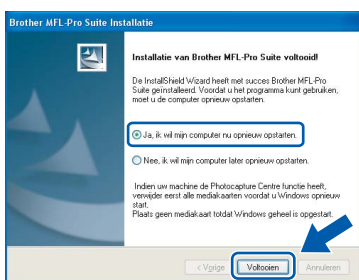 Brother MFL-Pro Suite Installatie
Installatie van Brother MFL-Pro Suite voltooid!
De InstallShield Wizard heeft met succes Brother MFL-Pro
Suite geïnstalleerd. Voordat u het programma kunt gebruiken,
moet u de computer opnieuw opstarten.
Ja, ik wil mijn computer nu opnieuw opstarten.
Nee, ik wil mijn computer later opnieuw opstarten.
Indien uw machine de Photocapture Centre functie heeft,
verwijder eerst alle mediakaarten voordat u Windows opnieuw
start.
Plaats geen mediakaart totdat Windows geheel is opgestart.
< Vorige Voltooien Annuleren